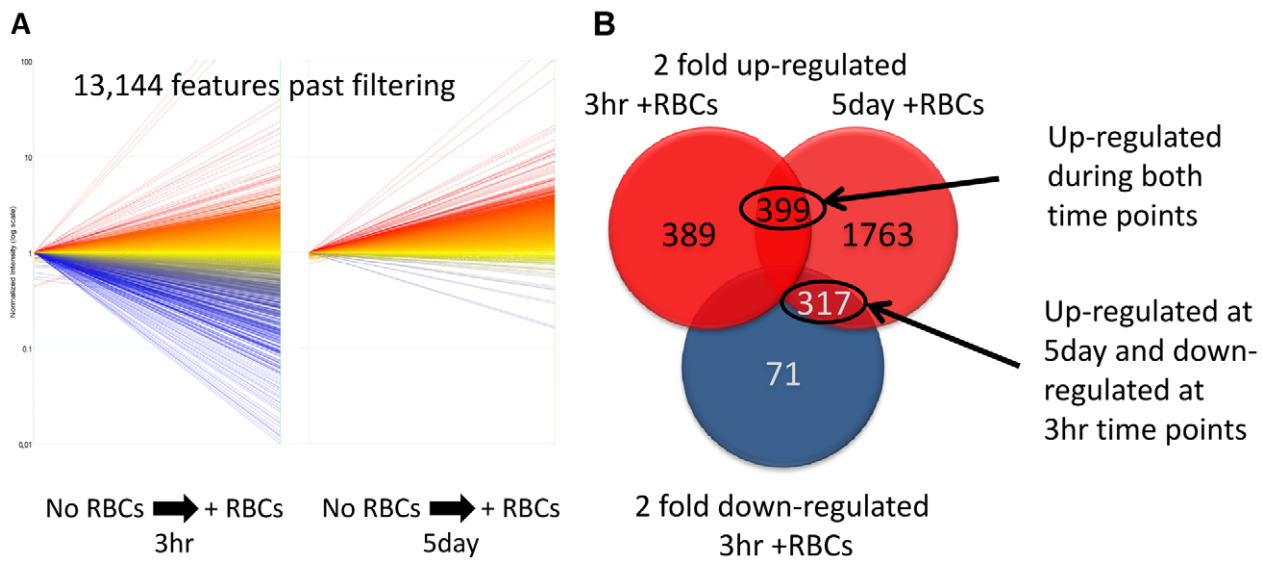 A
13,144 features past filtering
100
10
1
0.1
0.01
Normalized Intensity (log scale)
No RBCs + RBCs
3hr
No RBCs + RBCs
5day
B
2 fold up-regulated
3hr +RBCs
5day +RBCs
389
399
1763
317
71
2 fold down-regulated
3hr +RBCs
Up-regulated
during both
time points
Up-regulated at
5day and down-
regulated at
3hr time points